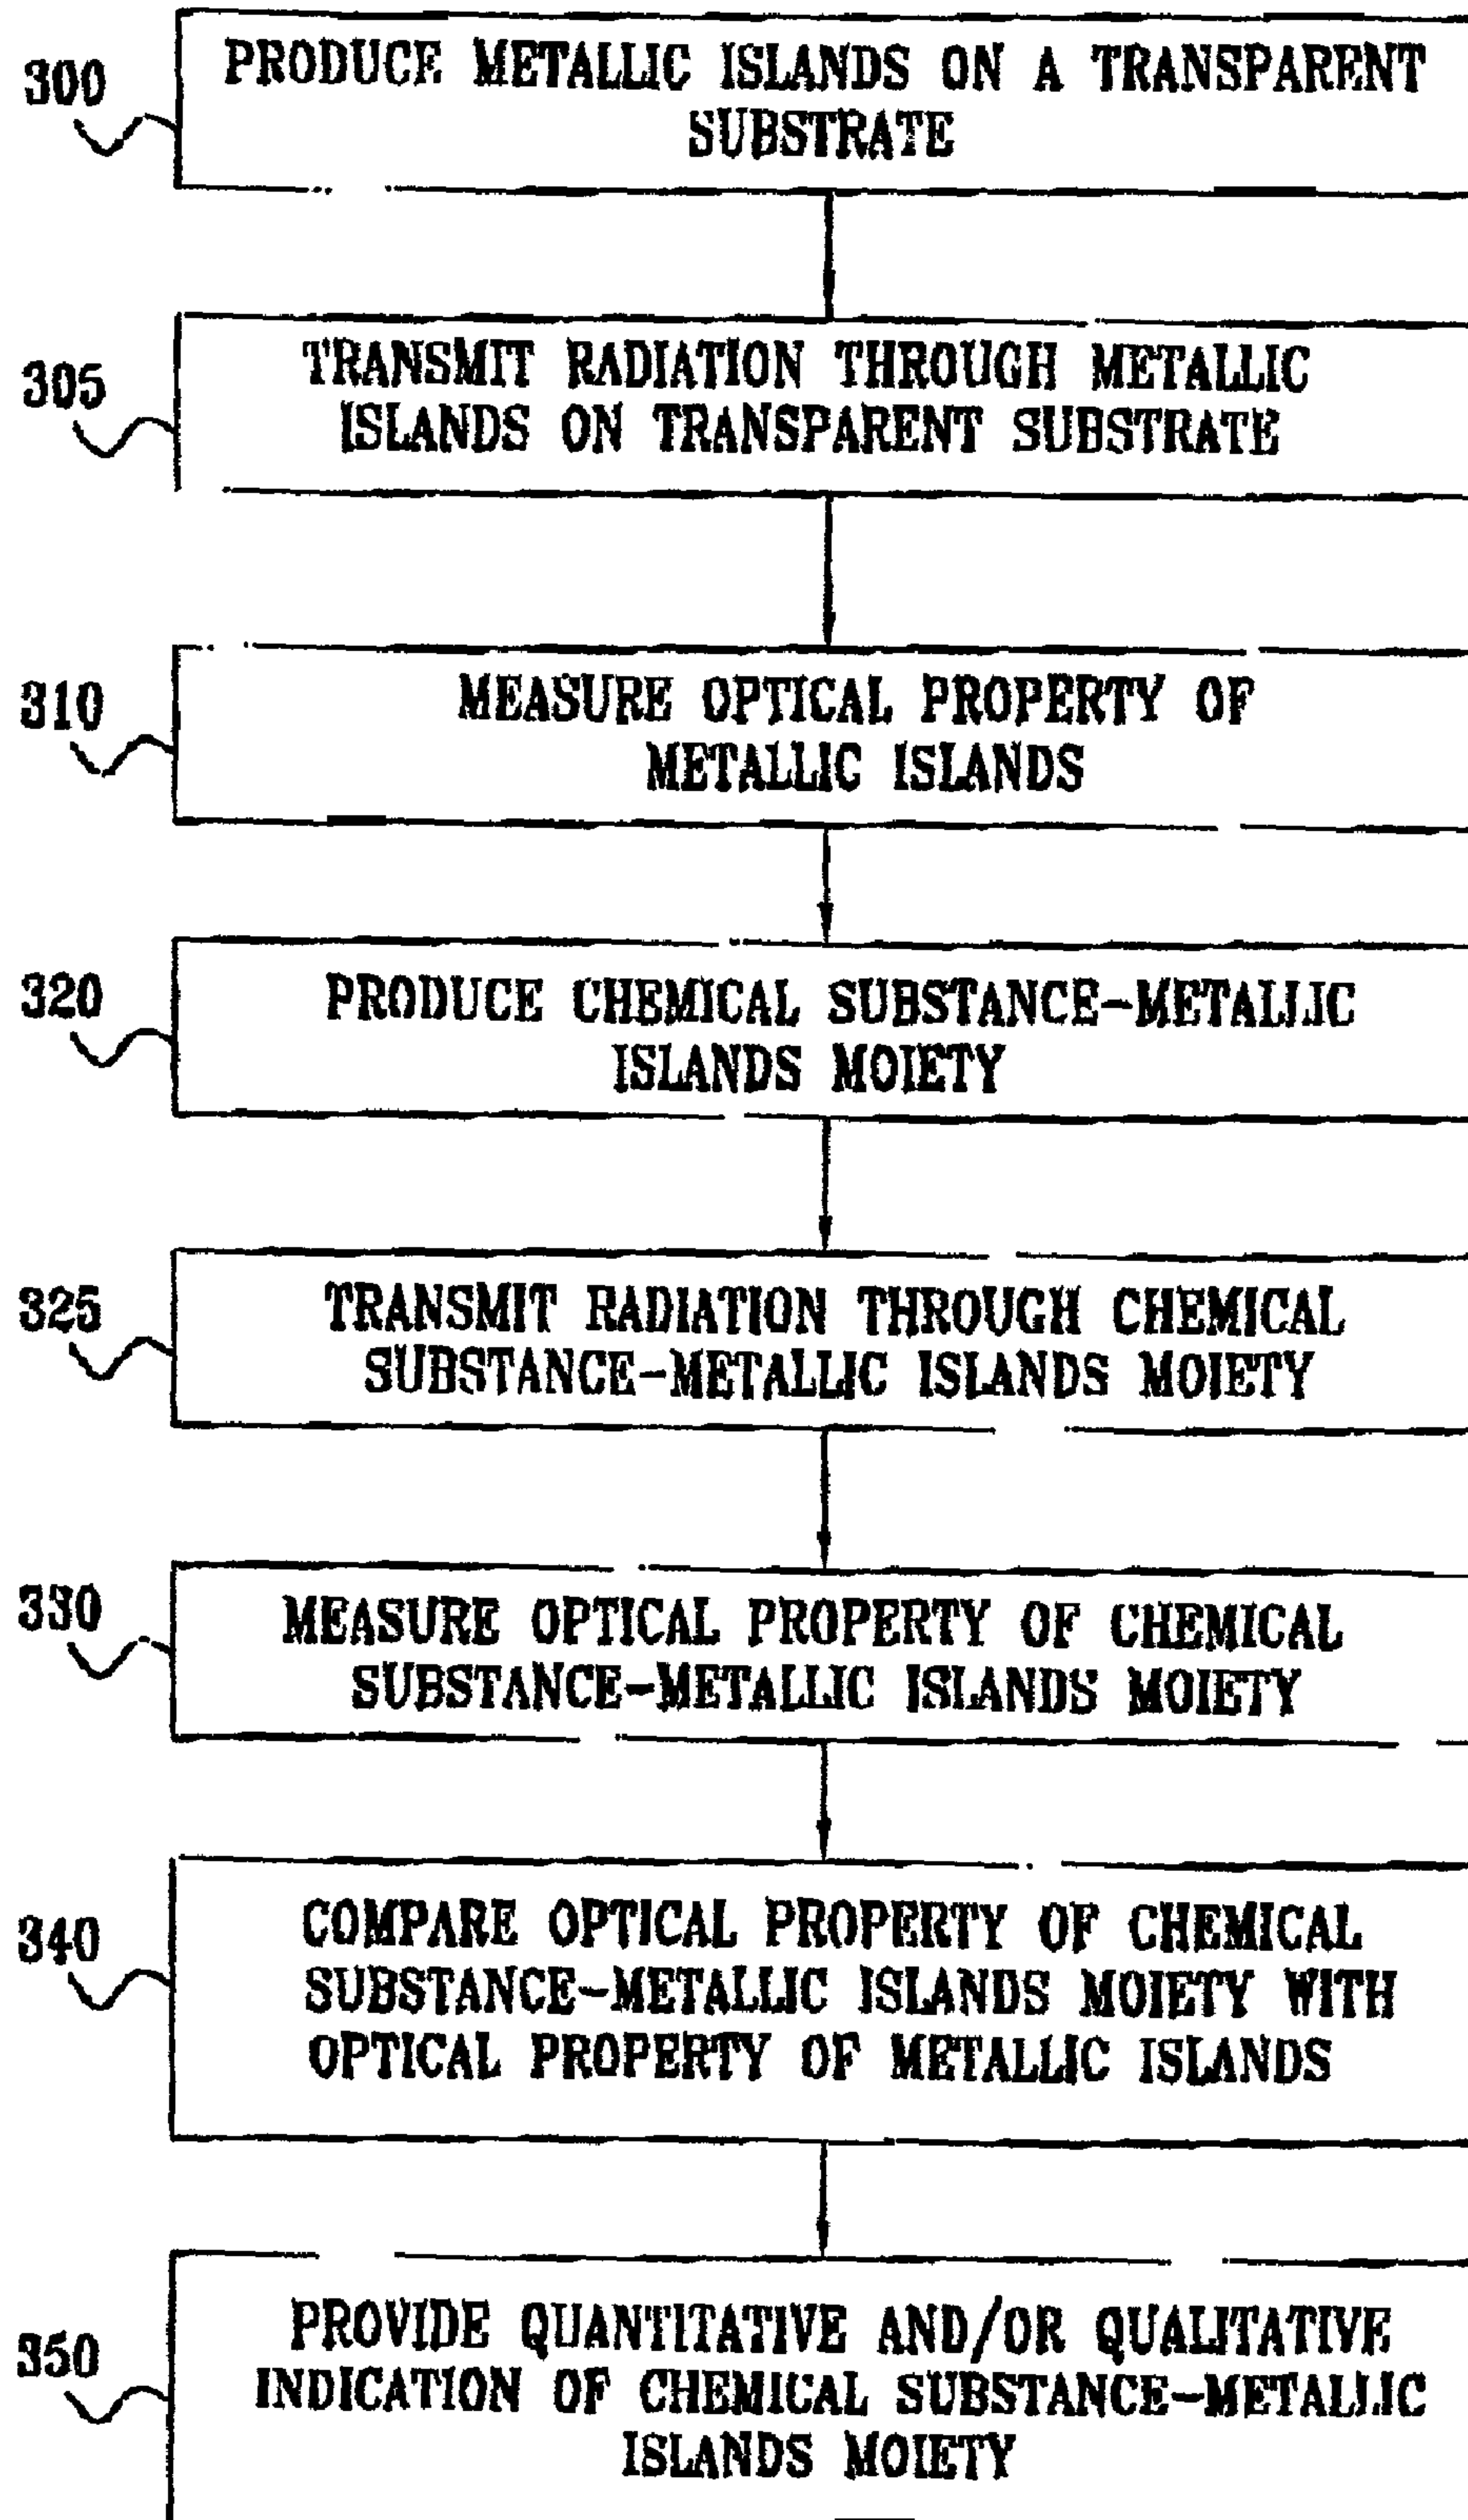 300
PRODUCE METALLIC ISLANDS ON A TRANSPARENT
SUBSTRATE
305
TRANSMIT RADIATION THROUGH METALLIC
ISLANDS ON TRANSPARENT SUBSTRATE
310
MEASURE OPTICAL PROPERTY OF
METALLIC ISLANDS
320
PRODUCE CHEMICAL SUBSTANCE-METALLIC
ISLANDS MOIETY
325
TRANSMIT RADIATION THROUGH CHEMICAL
SUBSTANCE-METALLIC ISLANDS MOIETY
330
MEASURE OPTICAL PROPERTY OF CHEMICAL
SUBSTANCE-METALLIC ISLANDS MOIETY
340
COMPARE OPTICAL PROPERTY OF CHEMICAL
SUBSTANCE-METALLIC ISLANDS MOIETY WITH
OPTICAL PROPERTY OF METALLIC ISLANDS
350
PROVIDE QUANTITATIVE AND/OR QUALITATIVE
INDICATION OF CHEMICAL SUBSTANCE-METALLIC
ISLANDS MOIETY